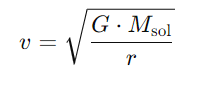 v = √(G · M_sol / r)